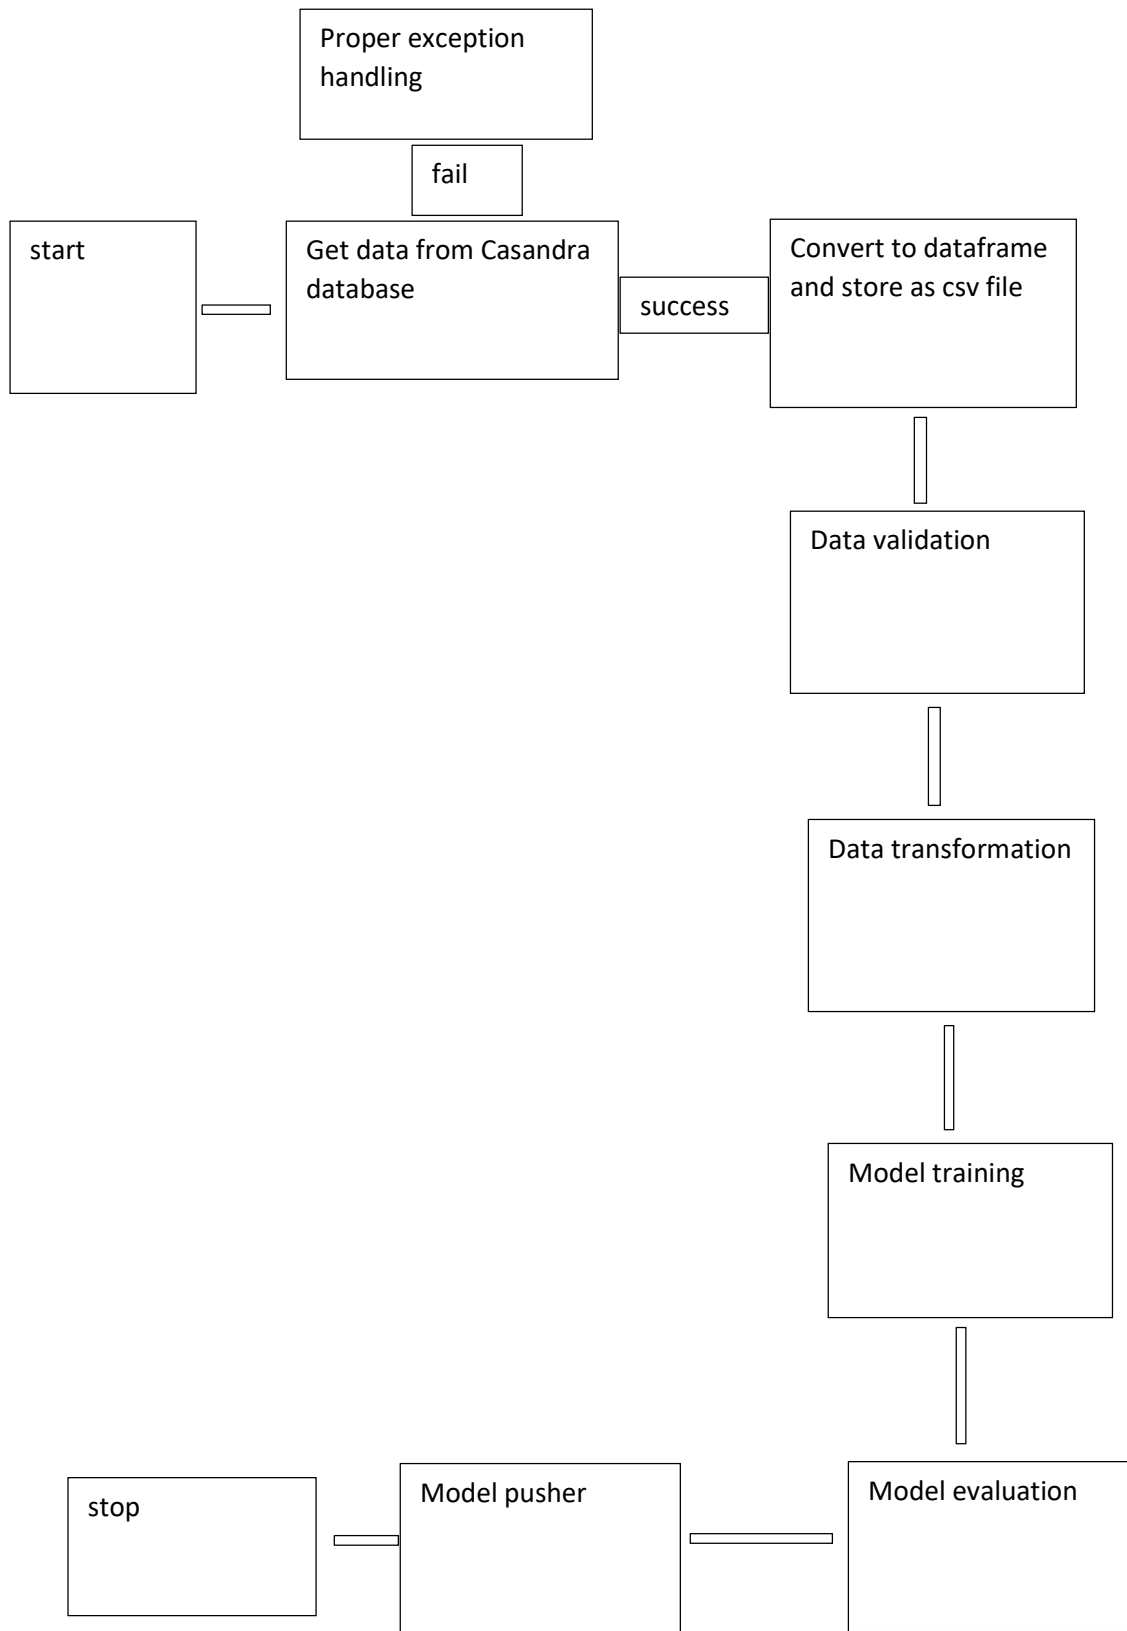 Proper exception
handling
fail
start
Get data from Casandra
database
success
Convert to dataframe
and store as csv file
Data validation
Data transformation
Model training
Model evaluation
Model pusher
stop